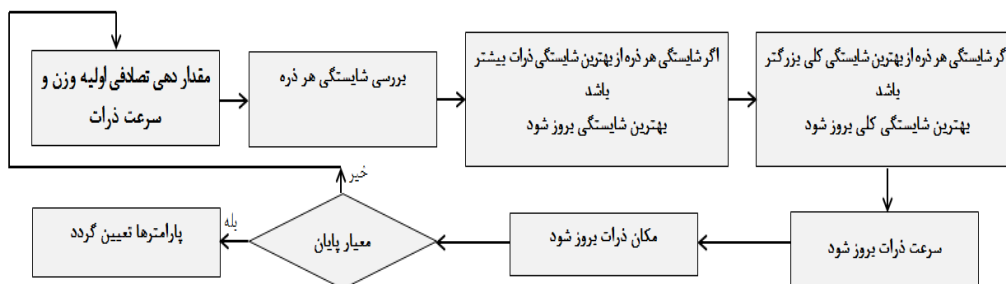 مقدار دهی تصادفی اولیه وزن و
سرعت ذرات
بررسی شایستگی هر ذره
اگر شایستگی هر ذره از بهترین شایستگی ذرات بیشتر
باشد
بهترین شایستگی بروز شود
گر شایستگی هر ذره از بهترین شایستگی کلی بزرگتر
باشد
بهترین شایستگی کلی بروز شود
سرعت ذرات بروز شود
مکان ذرات بروز شود
معیار پایان
خیر
بله
پارامترها تعیین گردد